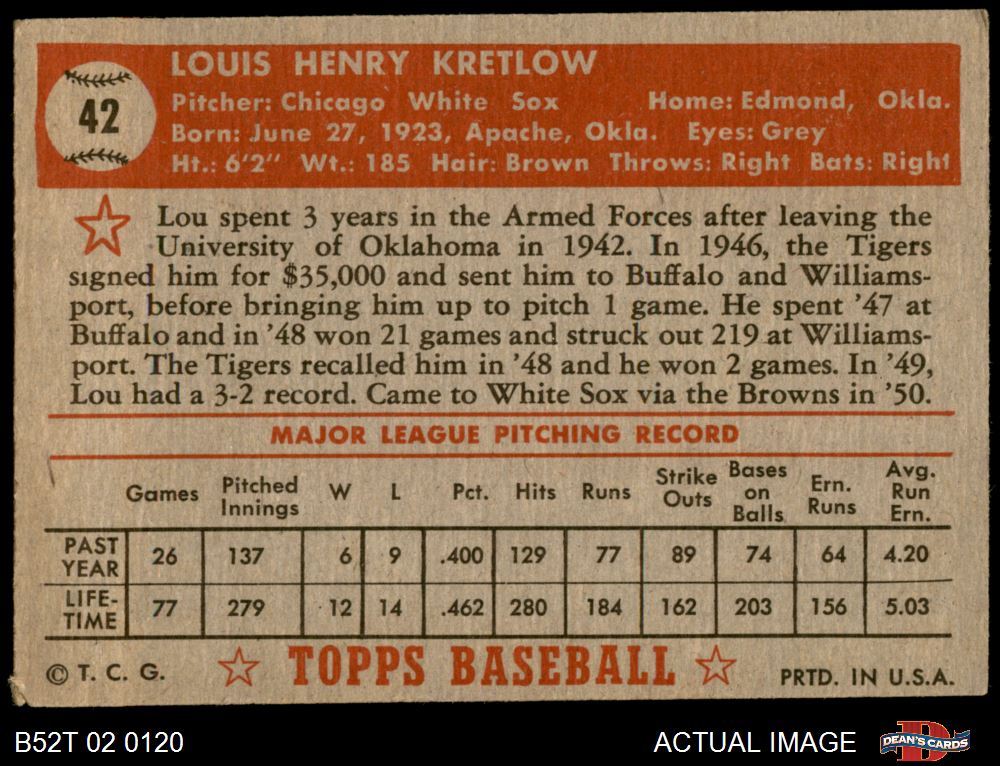 42
LOUIS HENRY KRETLOW
Pitcher: Chicago White Sox Home: Edmond, Okla.
Born: June 27, 1923, Apache, Okla. Eyes: Grey
Ht.: 6'2" Wt.: 185 Hair: Brown Throws: Right Bats: Right
Lou spent 3 years in the Armed Forces after leaving the
University of Oklahoma in 1942. In 1946, the Tigers
signed him for $35,000 and sent him to Buffalo and Williams-
port, before bringing him up to pitch 1 game. He spent '47 at
Buffalo and in '48 won 21 games and struck out 219 at Williams-
port. The Tigers recalled him in '48 and he won 2 games. In '49,
Lou had a 3-2 record. Came to White Sox via the Browns in '50.
MAJOR LEAGUE PITCHING RECORD
Games Pitched Innings W L Pct. Hits Runs Strike Outs Bases on Balls Ern. Runs Avg. Run Ern.
PAST YEAR 26 137 6 9 .400 129 77 89 74 64 4.20
LIFE-TIME 77 279 12 14 .462 280 184 162 203 156 5.03
© T. C. G. TOPPS BASEBALL PRTD. IN U.S.A.
B52T 02 0120 ACTUAL IMAGE D DEAN'S CARDS